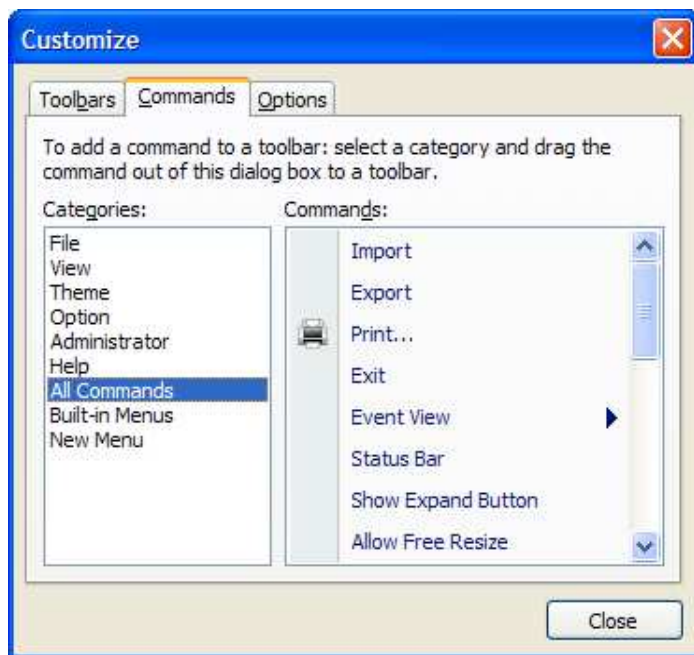 Customize
Toolbars Commands Options
To add a command to a toolbar: select a category and drag the
command out of this dialog box to a toolbar.
Categories:
File
View
Theme
Option
Administrator
Help
All Commands
Built-in Menus
New Menu
Commands:
Import
Export
Print...
Exit
Event View
Status Bar
Show Expand Button
Allow Free Resize
Close